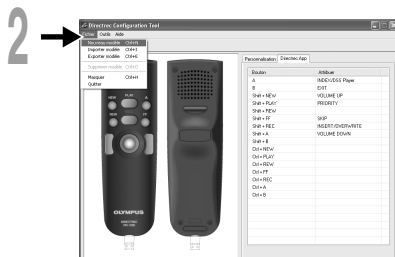 2
Directrec Configuration Tool
Fichier Outils Aide
Nouveau modèle Ctrl+N
Importer modèle Ctrl+I
Exporter modèle Ctrl+E
Supprimer modèle Ctrl+D
Masquer Ctrl+H
Quitter
Personnalisation Directrec App
Bouton Attribuer
A INDEX/DSS Player
B EXIT
Shift + NEW VOLUME UP
Shift + PLAY PRIORITY
Shift + REW
Shift + FF SKIP
Shift + REC INSERT/OVERWRITE
Shift + A VOLUME DOWN
Shift + B
Ctrl + NEW
Ctrl + PLAY
Ctrl + REW
Ctrl + FF
Ctrl + REC
Ctrl + A
Ctrl + B
NEW PLAY A
REW FF
OLYMPUS